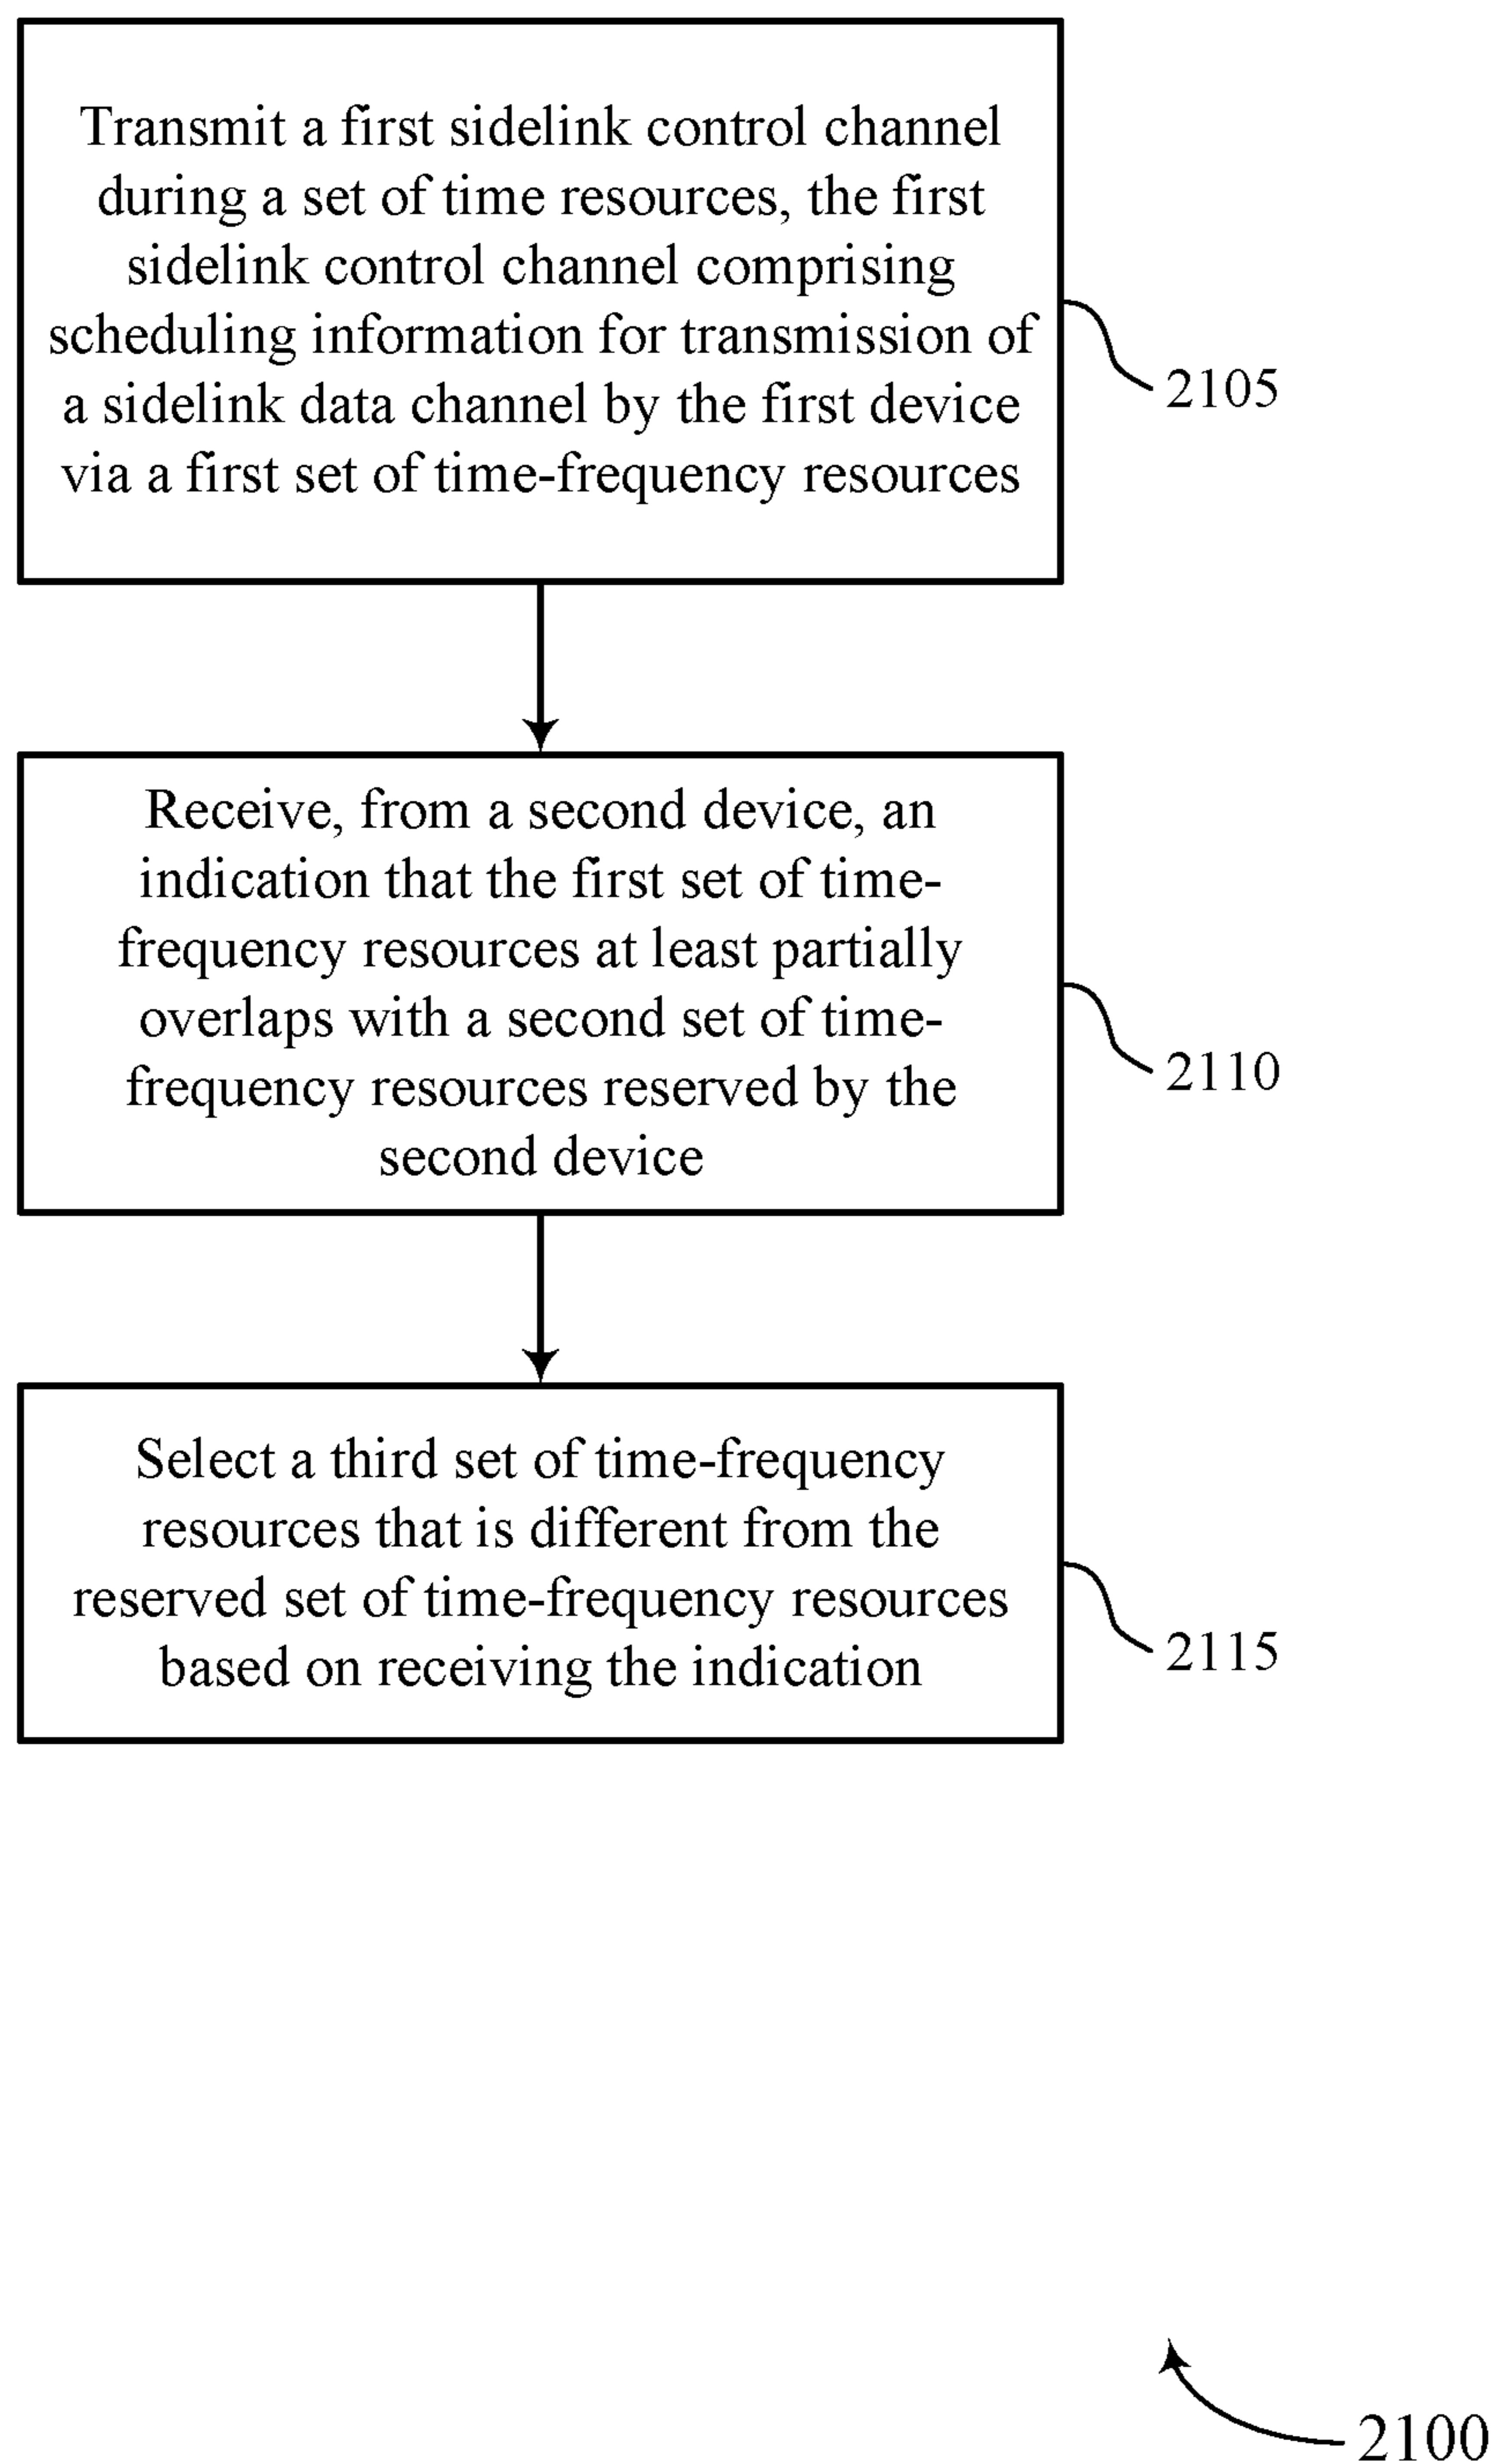 Transmit a first sidelink control channel
during a set of time resources, the first
sidelink control channel comprising
scheduling information for transmission of
a sidelink data channel by the first device
via a first set of time-frequency resources
2105
Receive, from a second device, an
indication that the first set of time-
frequency resources at least partially
overlaps with a second set of time-
frequency resources reserved by the
second device
2110
Select a third set of time-frequency
resources that is different from the
reserved set of time-frequency resources
based on receiving the indication
2115
2100